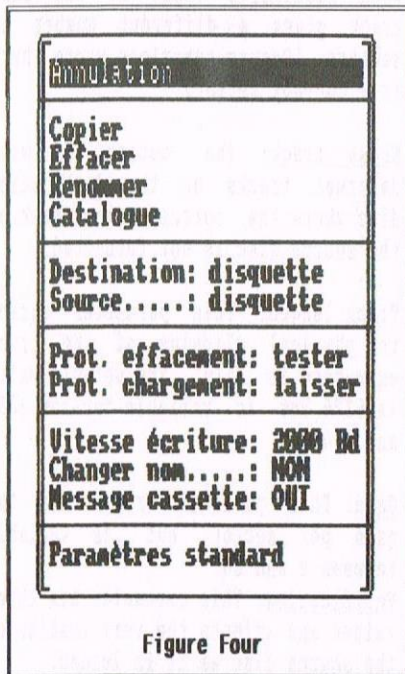 Annulation
Copier
Effacer
Renommer
Catalogue
Destination: disquette
Source.....: disquette
Prot. effacement: tester
Prot. chargement: laisser
Vitesse écriture: 2000 Bd
Changer nom.....: NON
Message cassette: OUI
Paramètres standard
Figure Four